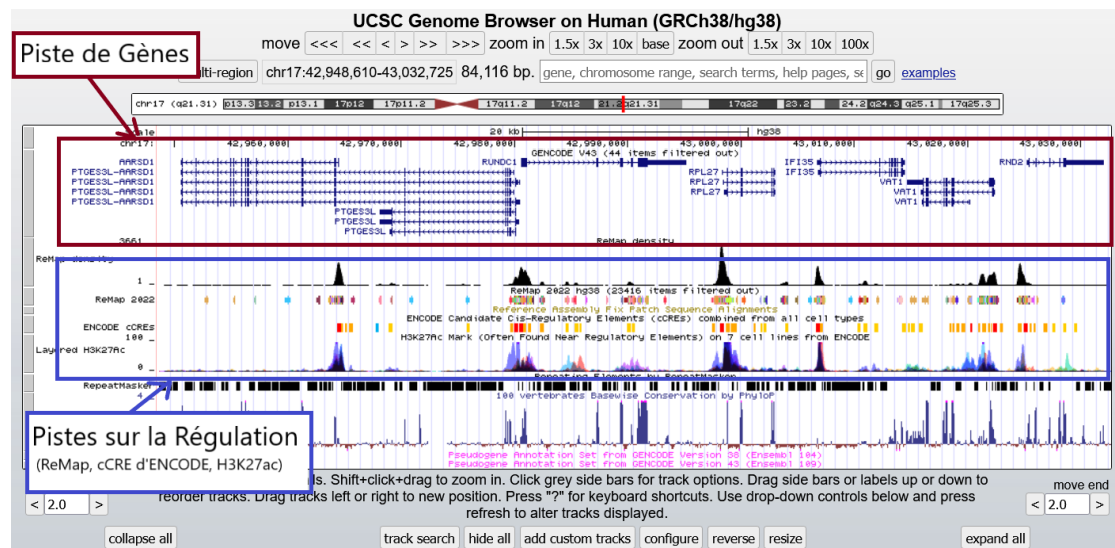 UCSC Genome Browser on Human (GRCh38/hg38)
Piste de Gènes
move <<< << < > >> >>> zoom in 1.5x 3x 10x base zoom out 1.5x 3x 10x 100x
lti-region chr17:42,948,610-43,032,725 84,116 bp. gene, chromosome range, search terms, help pages, se go examples
chr17 (q21.31) p13.3 13.2 p13.1 17p12 17p11.2 17q11.2 17q12 21.2 q21.31 17q22 23.2 24.2 q24.3 q25.1 17q25.3
ale 20 kb hg38
chr17: 42,960,000 42,970,000 42,980,000 42,990,000 43,000,000 43,010,000 43,020,000 43,030,000
GENCODE V43 (44 items filtered out)
AARSD1 RUNDC1 IFI35 RND2
PTGES3L-AARSD1 RPL27 IFI35
PTGES3L-AARSD1 RPL27 VAT1
PTGES3L-AARSD1 RPL27 VAT1
PTGES3L-AARSD1
PTGES3L
PTGES3L
PTGES3L
ReMap density
3661
ReMap density
1
ReMap 2022 hg38 (23416 items filtered out)
ReMap 2022
Reference Assembly Fix Patch Sequence Alignments
ENCODE Candidate Cis-Regulatory Elements (cCREs) combined from all cell types
ENCODE cCREs
H3K27Ac Mark (Often Found Near Regulatory Elements) on 7 cell lines from ENCODE
100
Layered H3K27Ac
0
Repeating Elements by RepeatMasker
RepeatMasker
100 vertebrates Basewise Conservation by PhyloP
4
Pistes sur la Régulation
(ReMap, cCRE d'ENCODE, H3K27ac)
Pseudogene Annotation Set from GENCODE Version 38 (Ensembl 104)
Pseudogene Annotation Set from GENCODE Version 43 (Ensembl 109)
ds. Shift+click+drag to zoom in. Click grey side bars for track options. Drag side bars or labels up or down to
reorder tracks. Drag tracks left or right to new position. Press "?" for keyboard shortcuts. Use drop-down controls below and press
refresh to alter tracks displayed.
< 2.0 >
move end
< 2.0 >
collapse all track search hide all add custom tracks configure reverse resize expand all